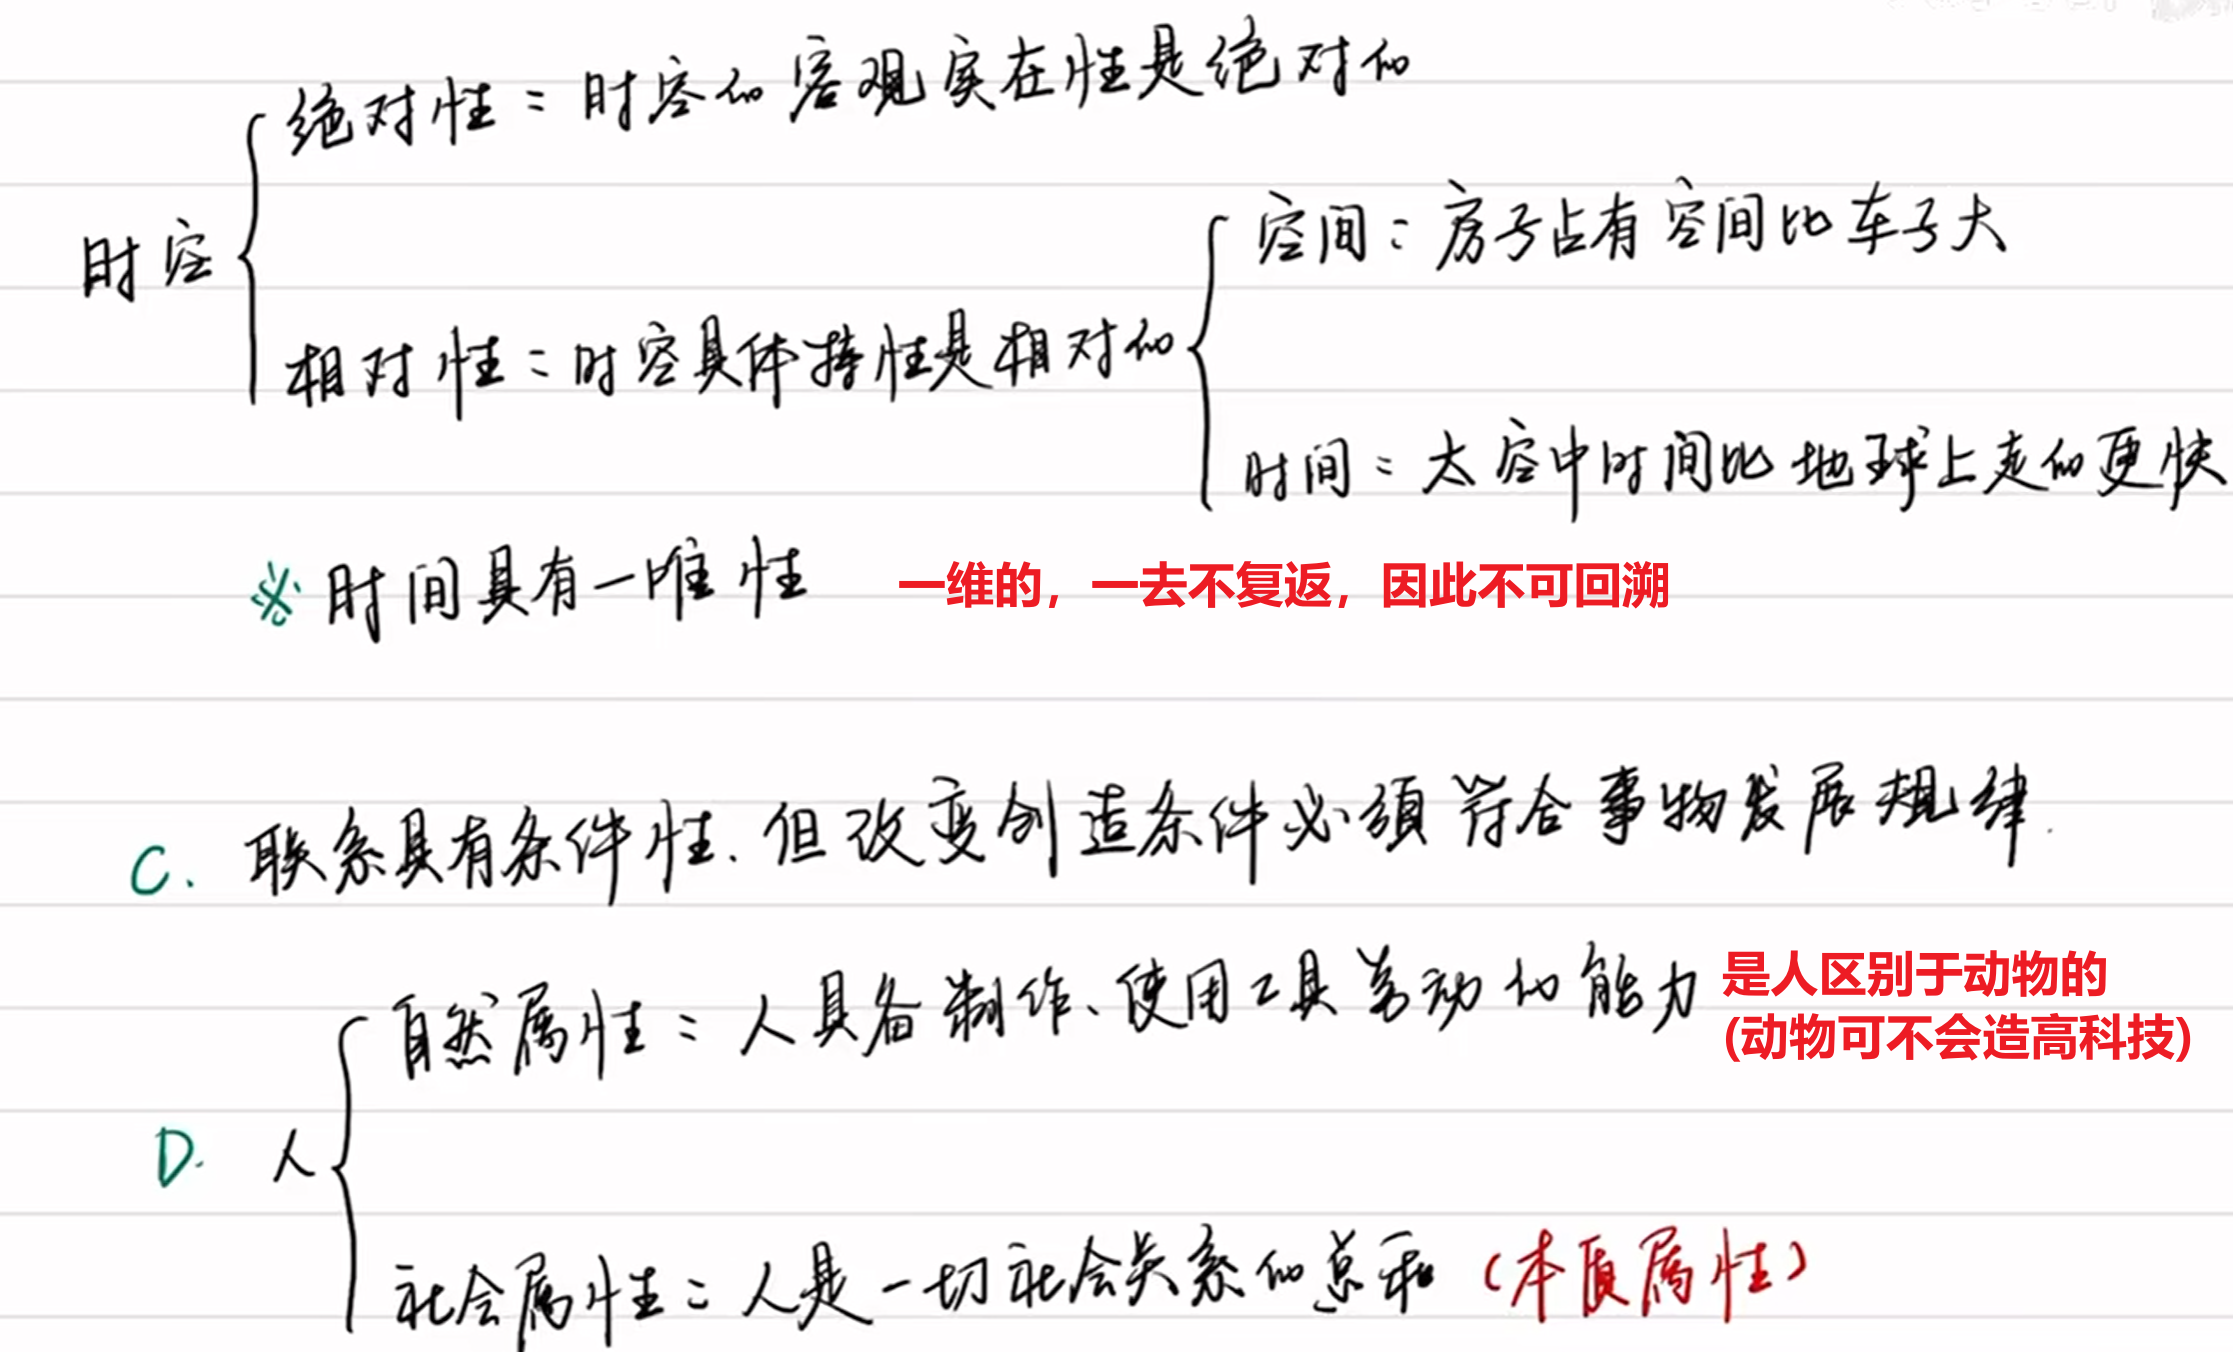 绝对性：时空的客观实在性是绝对的
时空
空间：房子占有空间比车子大
相对性：时空具体特性是相对的
时间：太空中时间比地球上走的更快
※时间具有一唯性 一维的，一去不复返，因此不可回溯
C. 联系具有条件性.但改变创造条件必须符合事物发展规律.
自然属性：人具备制作、使用工具劳动的能力 是人区别于动物的
(动物可不会造高科技)
D. 人
社会属性：人是一切社会关系的总和（本质属性）